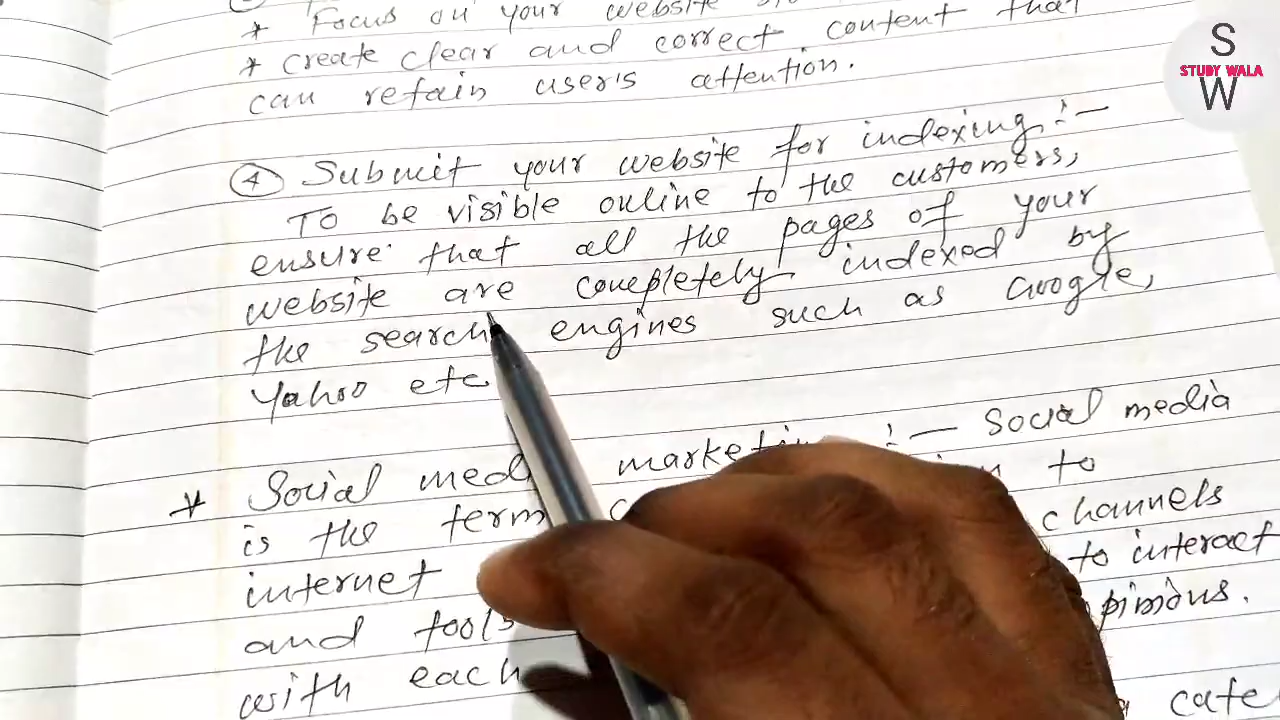 * Focus on your website
* create clear and correct content that
can retain user's attention.
④ Submit your website for indexing :-
To be visible online to the customers,
ensure that all the pages of your
website are completely indexed by
the search engines such as Google,
Yahoo etc
* Social media marketing :- Social media
is the term to
internet channels
and tools to interact
with each opinions.
cate
S
STUDY WALA
W